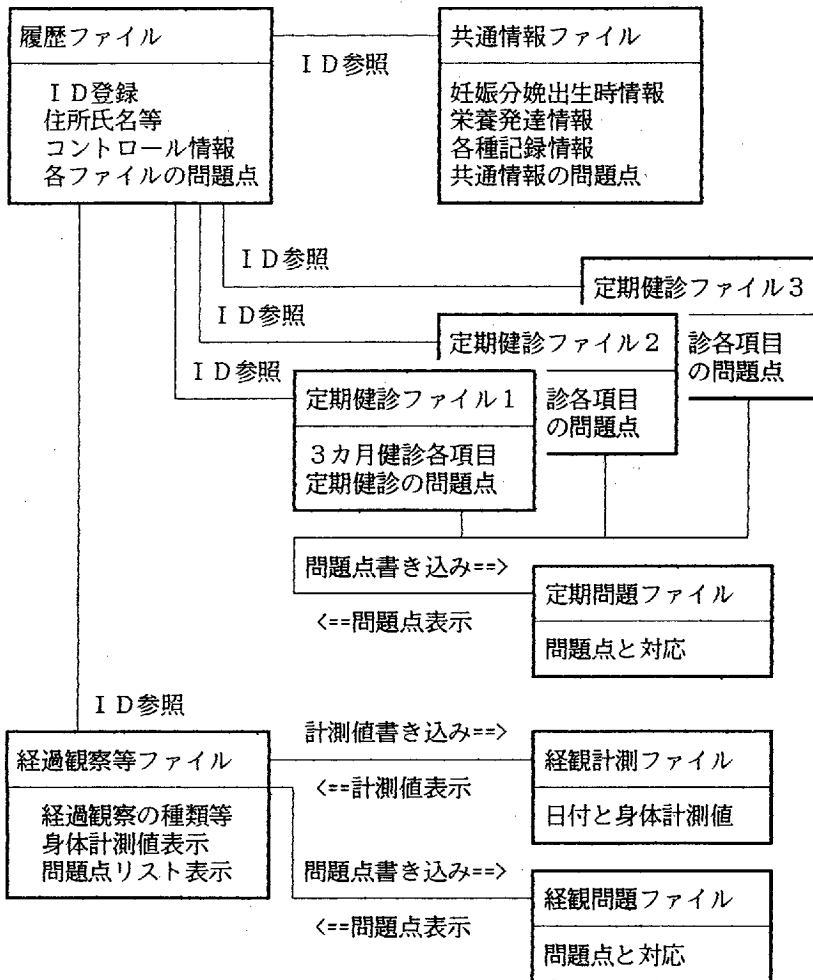 履歴ファイル
ＩＤ登録
住所氏名等
コントロール情報
各ファイルの問題点
ＩＤ参照
共通情報ファイル
妊娠分娩出生時情報
栄養発達情報
各種記録情報
共通情報の問題点
ＩＤ参照
定期健診ファイル３
診各項目
の問題点
ＩＤ参照
定期健診ファイル２
診各項目
の問題点
ＩＤ参照
定期健診ファイル１
３カ月健診各項目
定期健診の問題点
問題点書き込み==>
<==問題点表示
定期問題ファイル
問題点と対応
ＩＤ参照
経過観察等ファイル
経過観察の種類等
身体計測値表示
問題点リスト表示
計測値書き込み==>
<==計測値表示
経観計測ファイル
日付と身体計測値
問題点書き込み==>
<==問題点表示
経観問題ファイル
問題点と対応